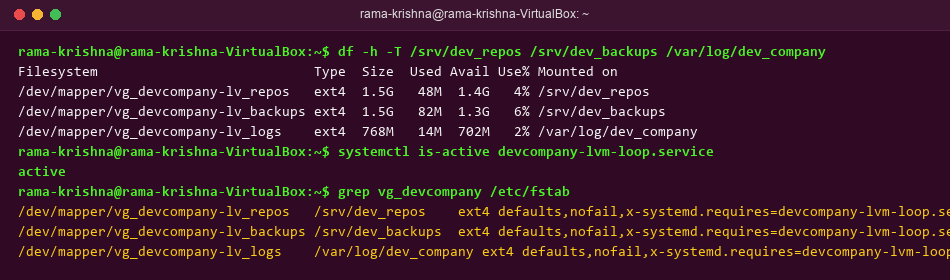 rama-krishna@rama-krishna-VirtualBox: ~
rama-krishna@rama-krishna-VirtualBox:~$ df -h -T /srv/dev_repos /srv/dev_backups /var/log/dev_company
Filesystem                           Type  Size  Used Avail Use% Mounted on
/dev/mapper/vg_devcompany-lv_repos   ext4  1.5G   48M  1.4G   4% /srv/dev_repos
/dev/mapper/vg_devcompany-lv_backups ext4  1.5G   82M  1.3G   6% /srv/dev_backups
/dev/mapper/vg_devcompany-lv_logs    ext4  768M   14M  702M   2% /var/log/dev_company
rama-krishna@rama-krishna-VirtualBox:~$ systemctl is-active devcompany-lvm-loop.service
active
rama-krishna@rama-krishna-VirtualBox:~$ grep vg_devcompany /etc/fstab
/dev/mapper/vg_devcompany-lv_repos   /srv/dev_repos    ext4 defaults,nofail,x-systemd.requires=devcompany-lvm-loop.se
/dev/mapper/vg_devcompany-lv_backups /srv/dev_backups  ext4 defaults,nofail,x-systemd.requires=devcompany-lvm-loop.se
/dev/mapper/vg_devcompany-lv_logs    /var/log/dev_company ext4 defaults,nofail,x-systemd.requires=devcompany-lvm-loop